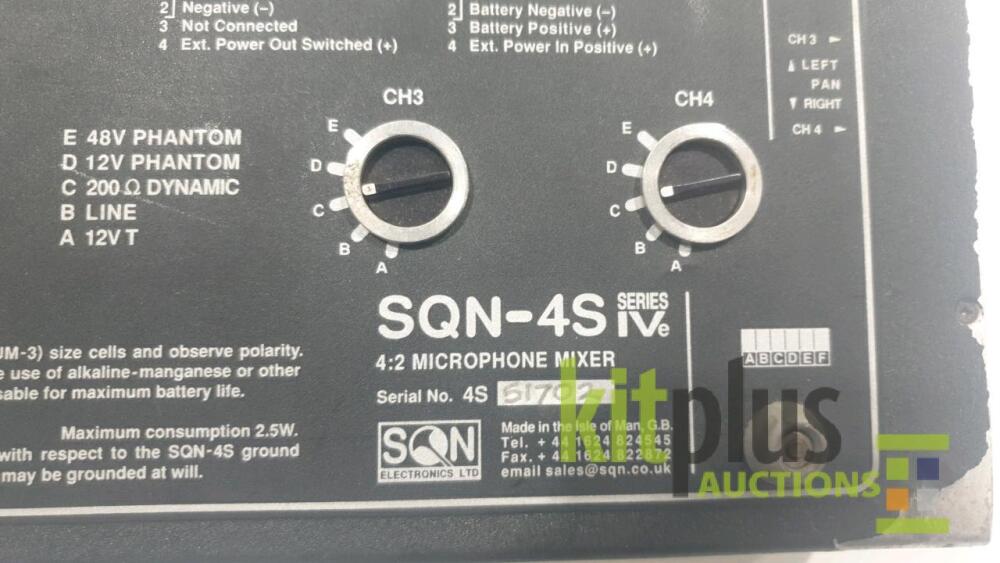 2 Negative (–)
3 Not Connected
4 Ext. Power Out Switched (+)
2 Battery Negative (–)
3 Battery Positive (+)
4 Ext. Power In Positive (+)
CH 3
LEFT
PAN
RIGHT
CH 4
CH3
CH4
E 48V PHANTOM
D 12V PHANTOM
C 200Ω DYNAMIC
B LINE
A 12V T
E
D
C
B
A
E
D
C
B
A
SQN-4S SERIES IVe
4:2 MICROPHONE MIXER
Serial No. 4S
ABCDEF
UM-3) size cells and observe polarity.
use of alkaline-manganese or other
sable for maximum battery life.
Maximum consumption 2.5W.
with respect to the SQN-4S ground
may be grounded at will.
SQN
ELECTRONICS LTD
Made in the Isle of Man, G.B.
Tel. + 44 1624 824545
Fax. + 44 1624 822872
email sales@sqn.co.uk
kitplus
AUCTIONS